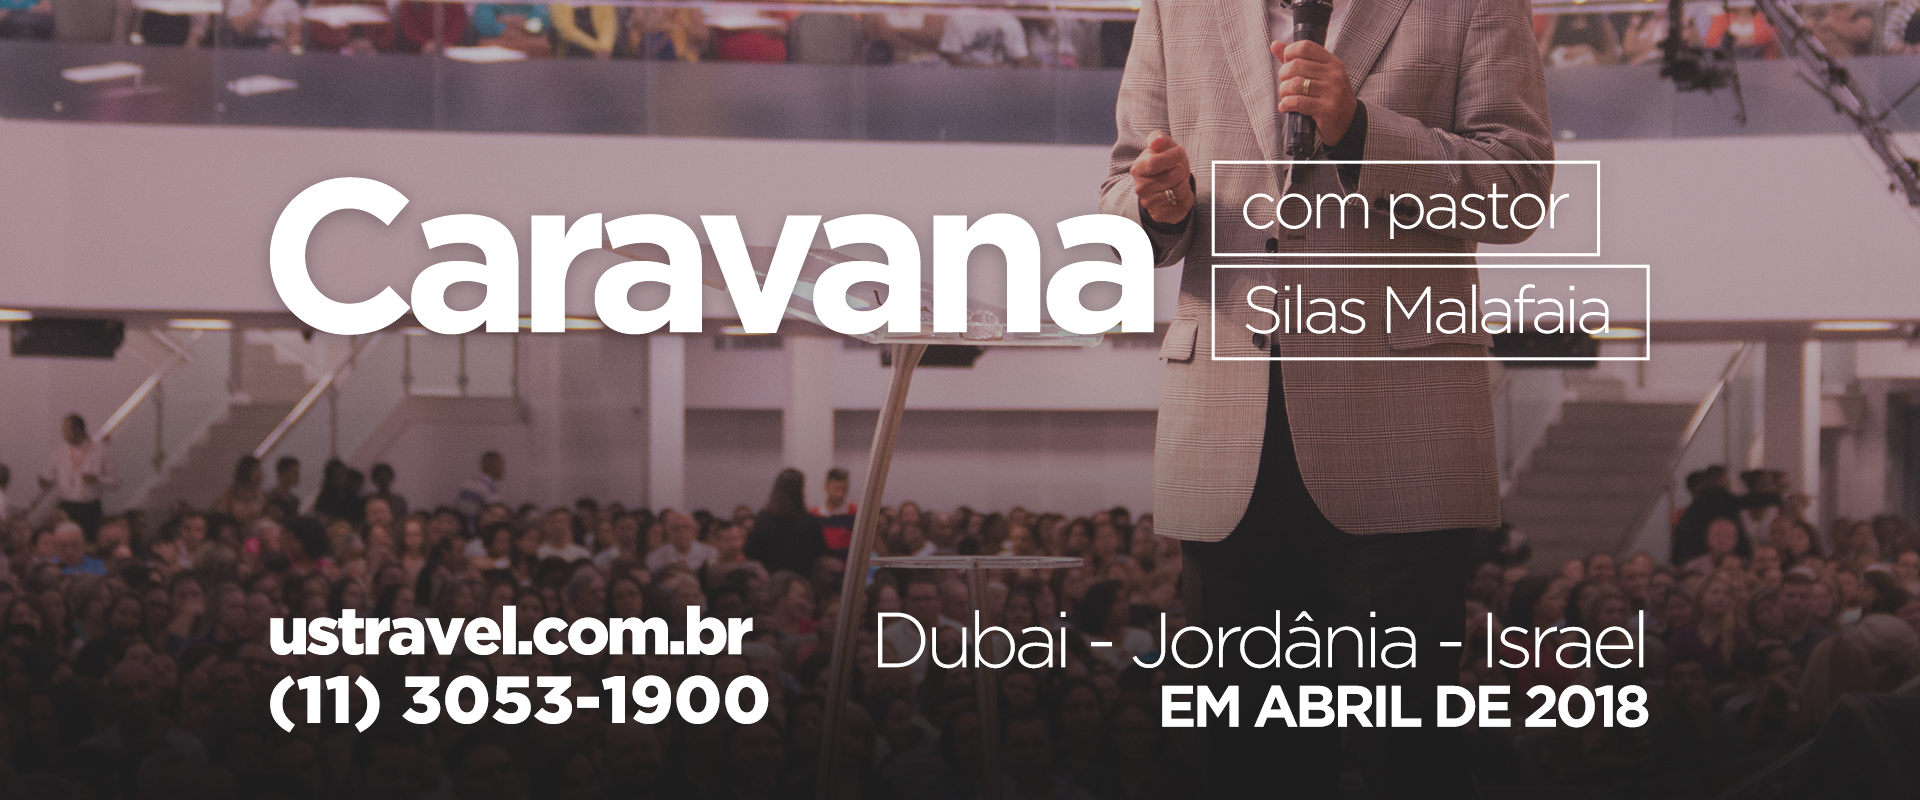 Caravana
com pastor
Silas Malafaia
ustravel.com.br
(11) 3053-1900
Dubai - Jordânia - Israel
EM ABRIL DE 2018